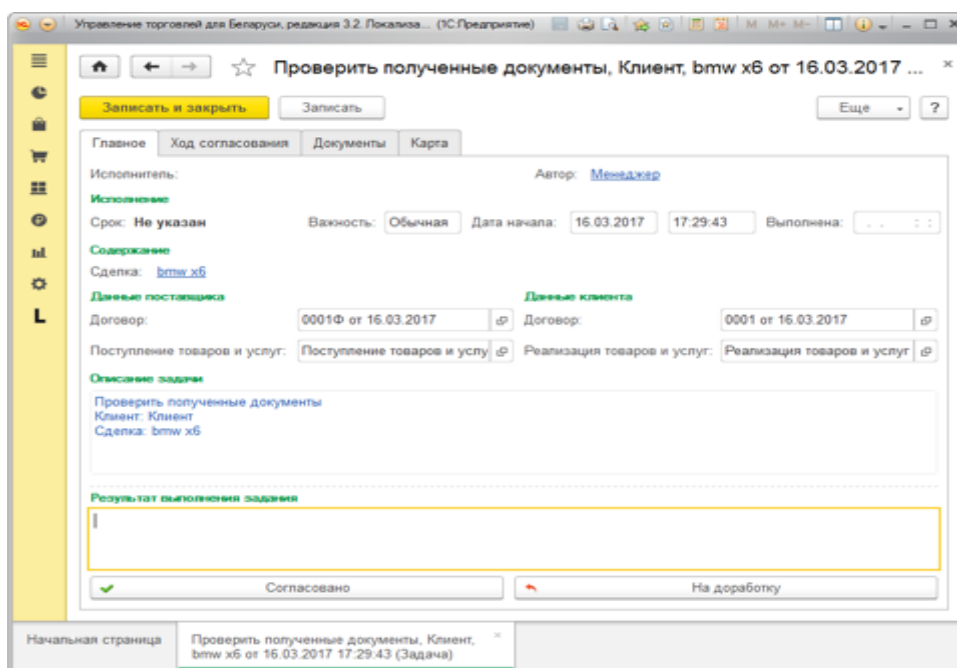 Управление торговлей для Беларуси, редакция 3.2. Локализа... (1С:Предприятие)
M M+ M-
Проверить полученные документы, Клиент, bmw x6 от 16.03.2017 ...
Записать и закрыть Записать Еще ?
Главное Ход согласования Документы Карта
Исполнитель: Автор: Менеджер
Исполнение
Срок: Не указан Важность: Обычная Дата начала: 16.03.2017 17:29:43 Выполнена: . . : :
Содержание
Сделка: bmw x6
Данные поставщика Данные клиента
Договор: 0001Ф от 16.03.2017 Договор: 0001 от 16.03.2017
Поступление товаров и услуг: Поступление товаров и услу Реализация товаров и услуг: Реализация товаров и услуг
Описание задачи
Проверить полученные документы
Клиент: Клиент
Сделка: bmw x6
Результат выполнения задания
Согласовано На доработку
L
Начальная страница Проверить полученные документы, Клиент,
bmw x6 от 16.03.2017 17:29:43 (Задача)